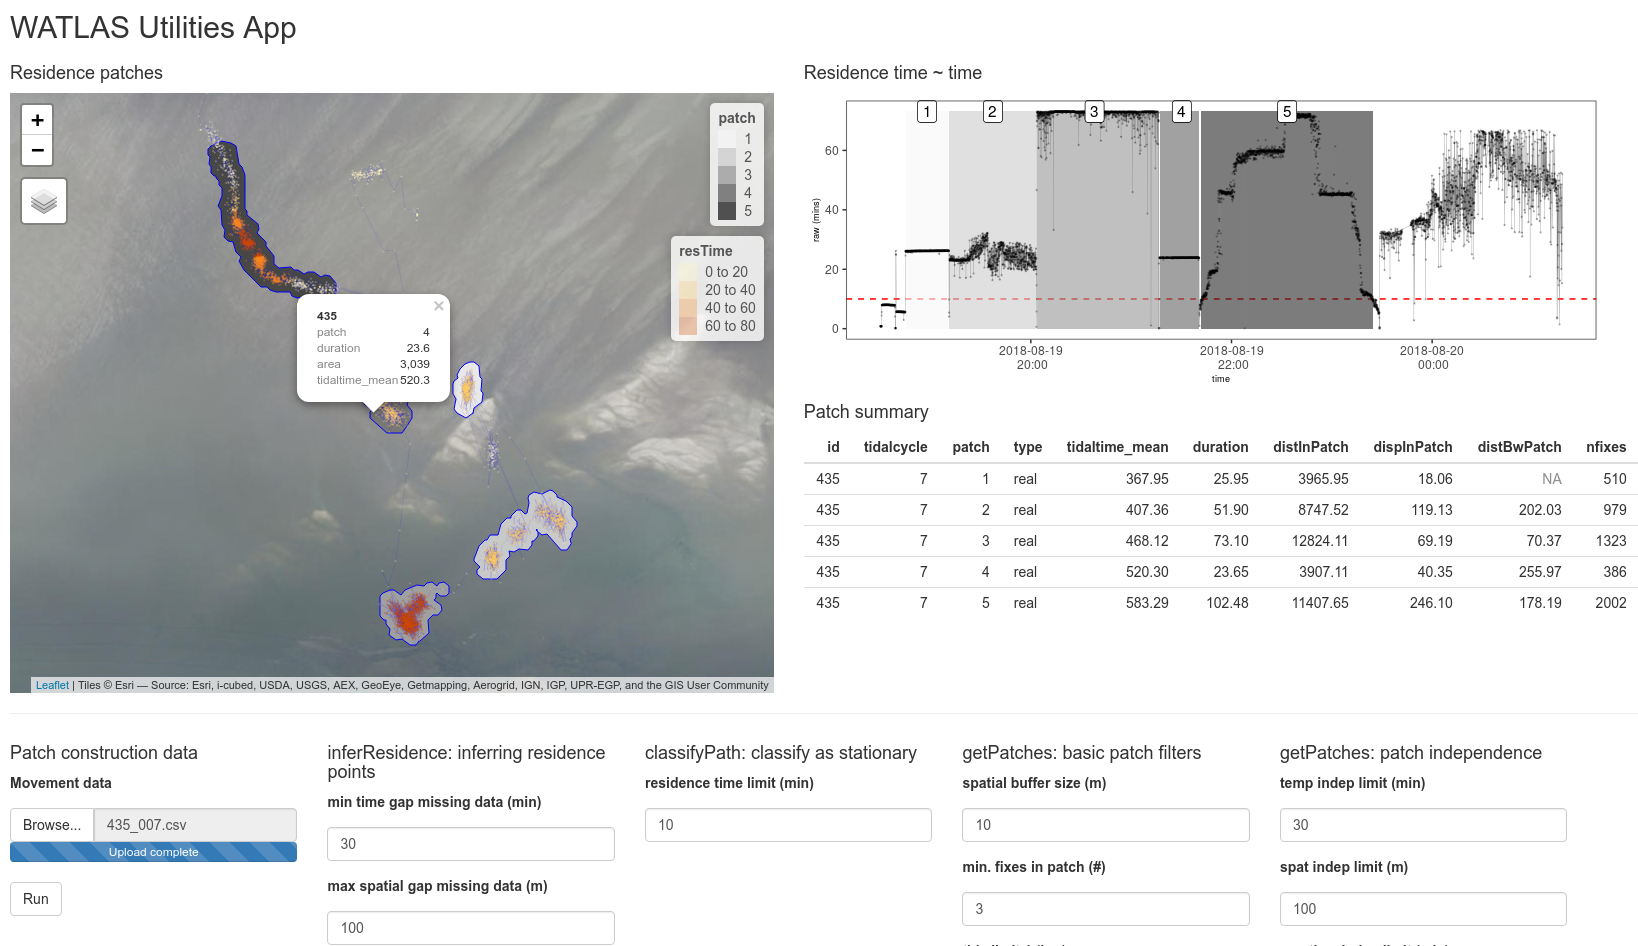 WATLAS Utilities App
Residence patches
+
−
patch
1
2
3
4
5
resTime
0 to 20
20 to 40
40 to 60
60 to 80
×
435
patch 4
duration 23.6
area 3,039
tidaltime_mean 520.3
Leaflet | Tiles © Esri — Source: Esri, i-cubed, USDA, USGS, AEX, GeoEye, Getmapping, Aerogrid, IGN, IGP, UPR-EGP, and the GIS User Community
Residence time ~ time
1 2 3 4 5
60
40
20
0
raw (mins)
2018-08-19 2018-08-19 2018-08-20
20:00 22:00 00:00
time
Patch summary
id tidalcycle patch type tidaltime_mean duration distInPatch dispInPatch distBwPatch nfixes
435 7 1 real 367.95 25.95 3965.95 18.06 NA 510
435 7 2 real 407.36 51.90 8747.52 119.13 202.03 979
435 7 3 real 468.12 73.10 12824.11 69.19 70.37 1323
435 7 4 real 520.30 23.65 3907.11 40.35 255.97 386
435 7 5 real 583.29 102.48 11407.65 246.10 178.19 2002
Patch construction data
Movement data
Browse... 435_007.csv
Upload complete
Run
inferResidence: inferring residence
points
min time gap missing data (min)
30
max spatial gap missing data (m)
100
classifyPath: classify as stationary
residence time limit (min)
10
getPatches: basic patch filters
spatial buffer size (m)
10
min. fixes in patch (#)
3
getPatches: patch independence
temp indep limit (min)
30
spat indep limit (m)
100